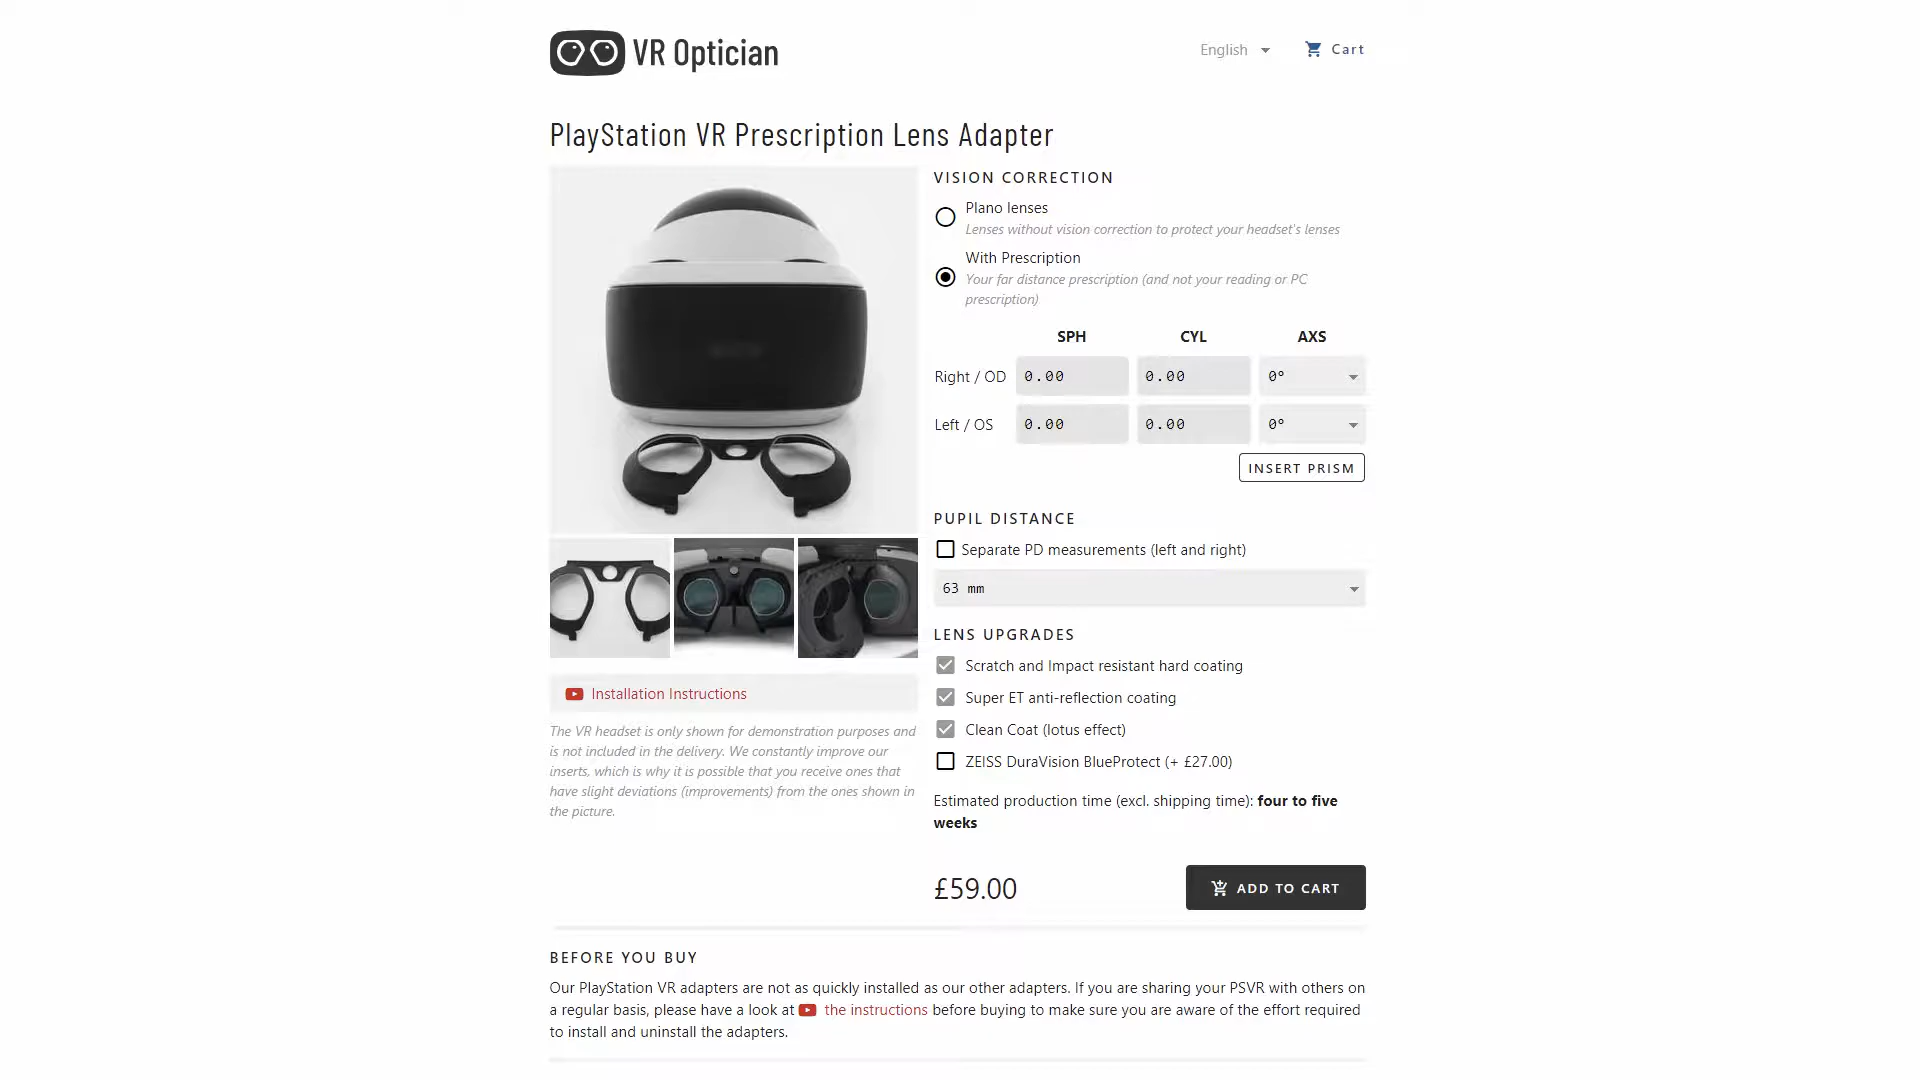 VR Optician
English
Cart
PlayStation VR Prescription Lens Adapter
VISION CORRECTION
Plano lenses
Lenses without vision correction to protect your headset's lenses
With Prescription
Your far distance prescription (and not your reading or PC
prescription)
SPH CYL AXS
Right / OD 0.00 0.00 0°
Left / OS 0.00 0.00 0°
INSERT PRISM
PUPIL DISTANCE
Separate PD measurements (left and right)
63 mm
LENS UPGRADES
Scratch and Impact resistant hard coating
Super ET anti-reflection coating
Clean Coat (lotus effect)
ZEISS DuraVision BlueProtect (+ £27.00)
Estimated production time (excl. shipping time): four to five
weeks
£59.00
ADD TO CART
Installation Instructions
The VR headset is only shown for demonstration purposes and
is not included in the delivery. We constantly improve our
inserts, which is why it is possible that you receive ones that
have slight deviations (improvements) from the ones shown in
the picture.
BEFORE YOU BUY
Our PlayStation VR adapters are not as quickly installed as our other adapters. If you are sharing your PSVR with others on
a regular basis, please have a look at the instructions before buying to make sure you are aware of the effort required
to install and uninstall the adapters.